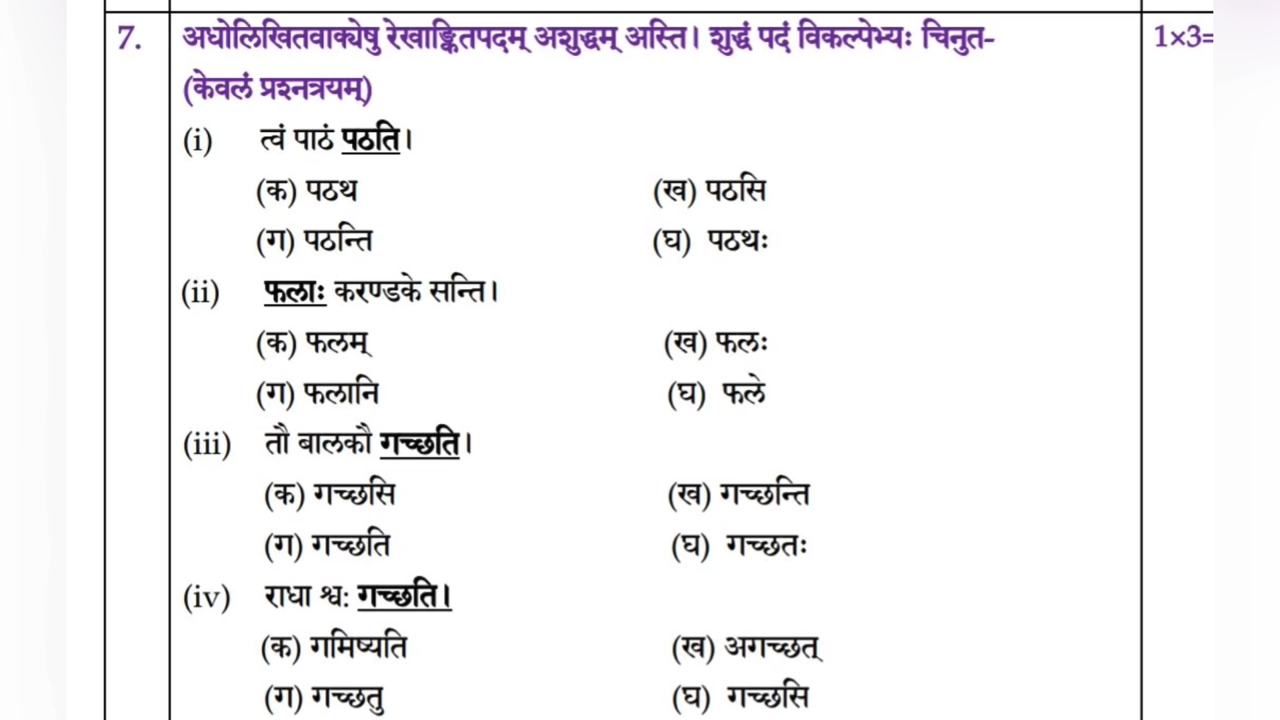 7. अधोलिखितवाक्येषु रेखाङ्कितपदम् अशुद्धम् अस्ति। शुद्धं पदं विकल्पेभ्यः चिनुत- 1×3=
(केवलं प्रश्नत्रयम्)
(i) त्वं पाठं पठति।
(क) पठथ (ख) पठसि
(ग) पठन्ति (घ) पठथः
(ii) फलाः करण्डके सन्ति।
(क) फलम् (ख) फलः
(ग) फलानि (घ) फले
(iii) तौ बालकौ गच्छति।
(क) गच्छसि (ख) गच्छन्ति
(ग) गच्छति (घ) गच्छतः
(iv) राधा श्व: गच्छति।
(क) गमिष्यति (ख) अगच्छत्
(ग) गच्छतु (घ) गच्छसि